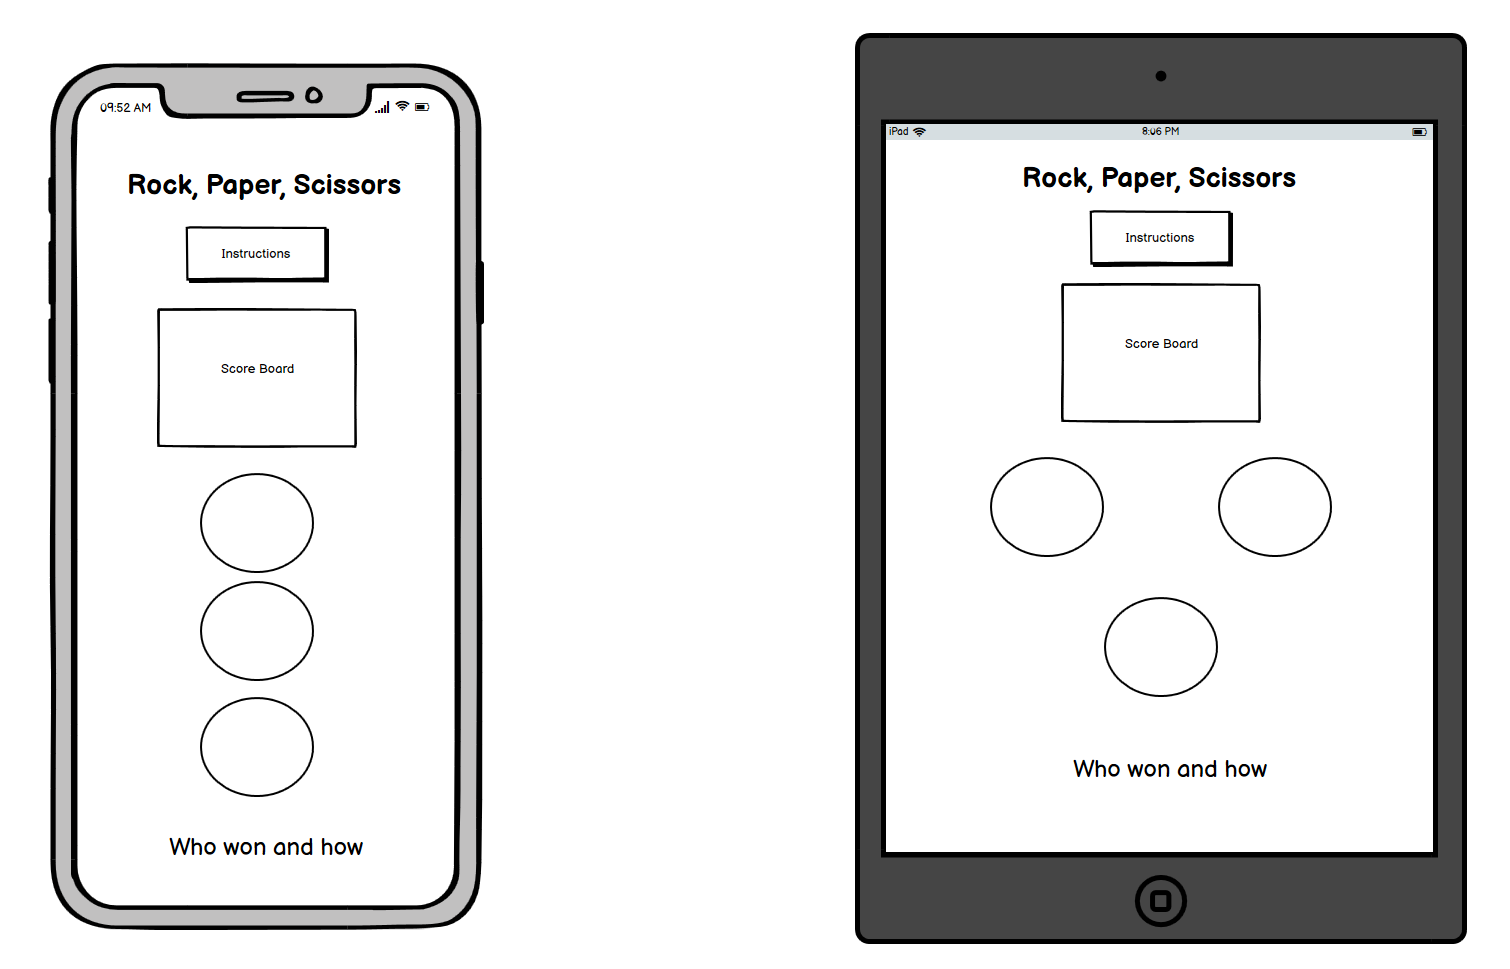 09:52 AM
Rock, Paper, Scissors
Instructions
Score Board
Who won and how
iPad
8:06 PM
Rock, Paper, Scissors
Instructions
Score Board
Who won and how